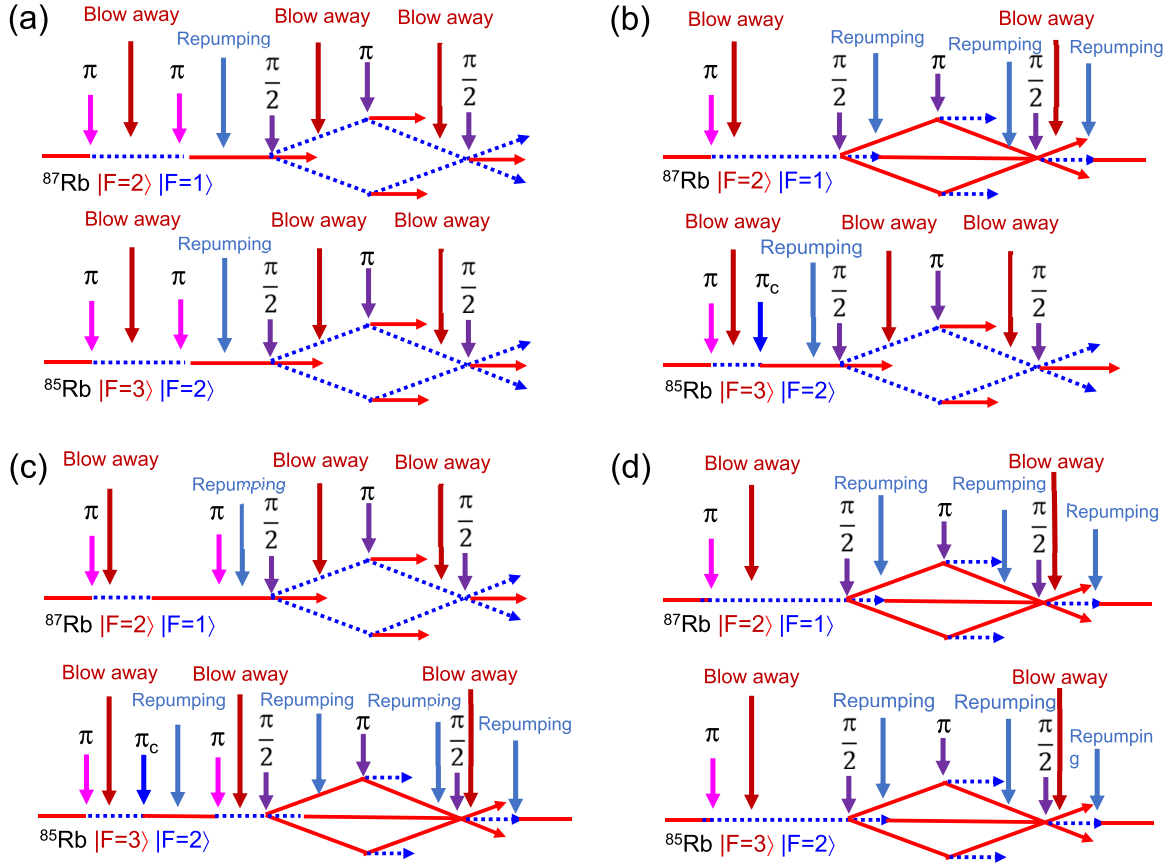 (a)
Blow away
Blow away
Blow away
Repumping
π
π
π/2
π
π/2
⁸⁷Rb |F=2⟩ |F=1⟩
Blow away
Blow away
Blow away
Repumping
π
π
π/2
π
π/2
⁸⁵Rb |F=3⟩ |F=2⟩
(b)
Blow away
Blow away
Repumping
Repumping
Repumping
π
π/2
π
π/2
⁸⁷Rb |F=2⟩ |F=1⟩
Blow away
Blow away
Blow away
Repumping
π
πc
π/2
π
π/2
⁸⁵Rb |F=3⟩ |F=2⟩
(c)
Blow away
Blow away
Blow away
Repumping
π
π
π/2
π
π/2
⁸⁷Rb |F=2⟩ |F=1⟩
Blow away
Blow away
Blow away
Repumping
Repumping
Repumping
Repumping
π
πc
π
π/2
π
π/2
⁸⁵Rb |F=3⟩ |F=2⟩
(d)
Blow away
Blow away
Repumping
Repumping
Repumping
π
π/2
π
π/2
⁸⁷Rb |F=2⟩ |F=1⟩
Blow away
Blow away
Repumping
Repumping
Repumpin
g
π
π/2
π
π/2
⁸⁵Rb |F=3⟩ |F=2⟩